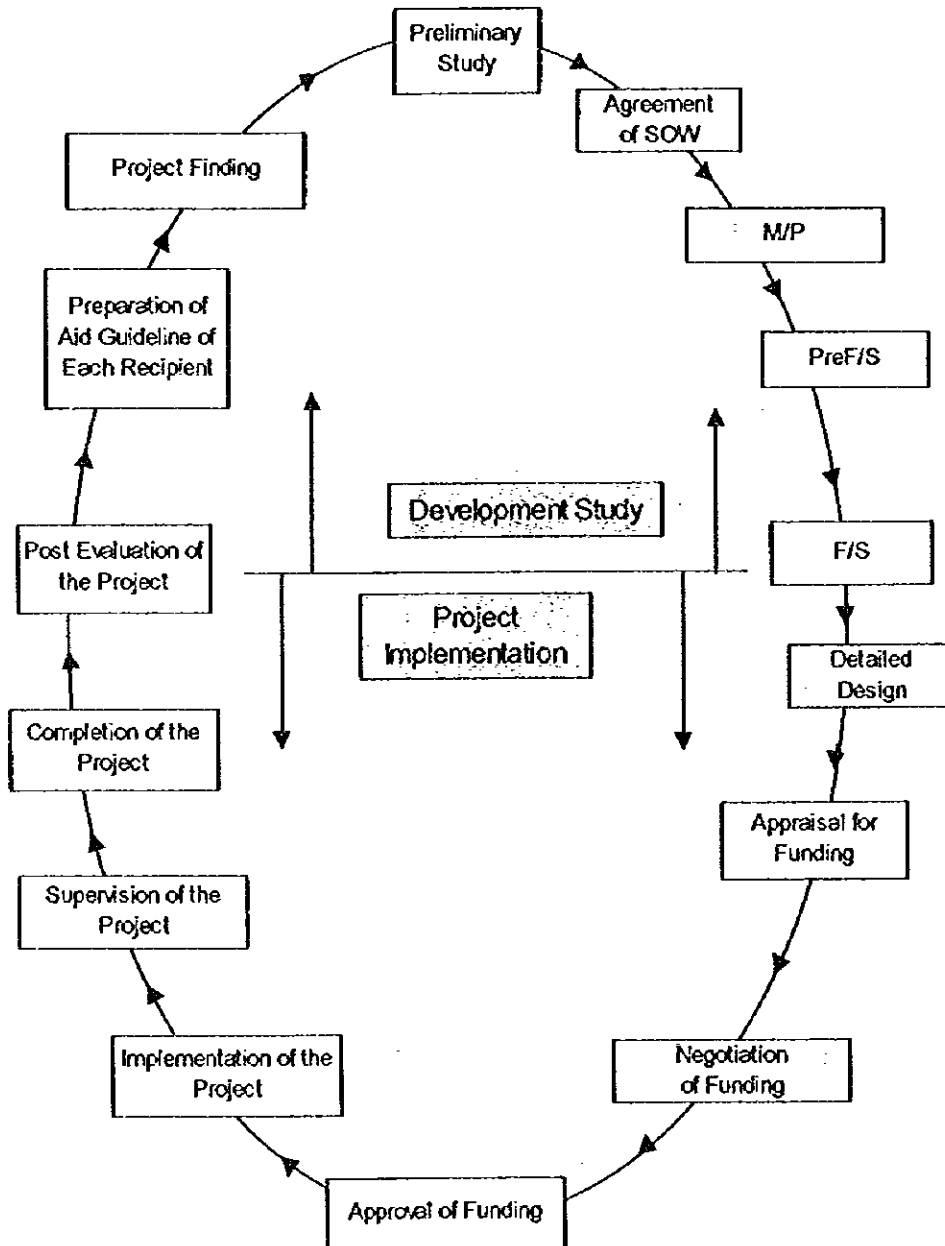 Preliminary
Study
Agreement
of SOW
M/P
PreF/S
F/S
Detailed
Design
Appraisal for
Funding
Negotiation
of Funding
Approval of Funding
Implementation of the
Project
Supervision of the
Project
Completion of the
Project
Post Evaluation of
the Project
Preparation of
Aid Guideline of
Each Recipient
Project Finding
Development Study
Project
Implementation